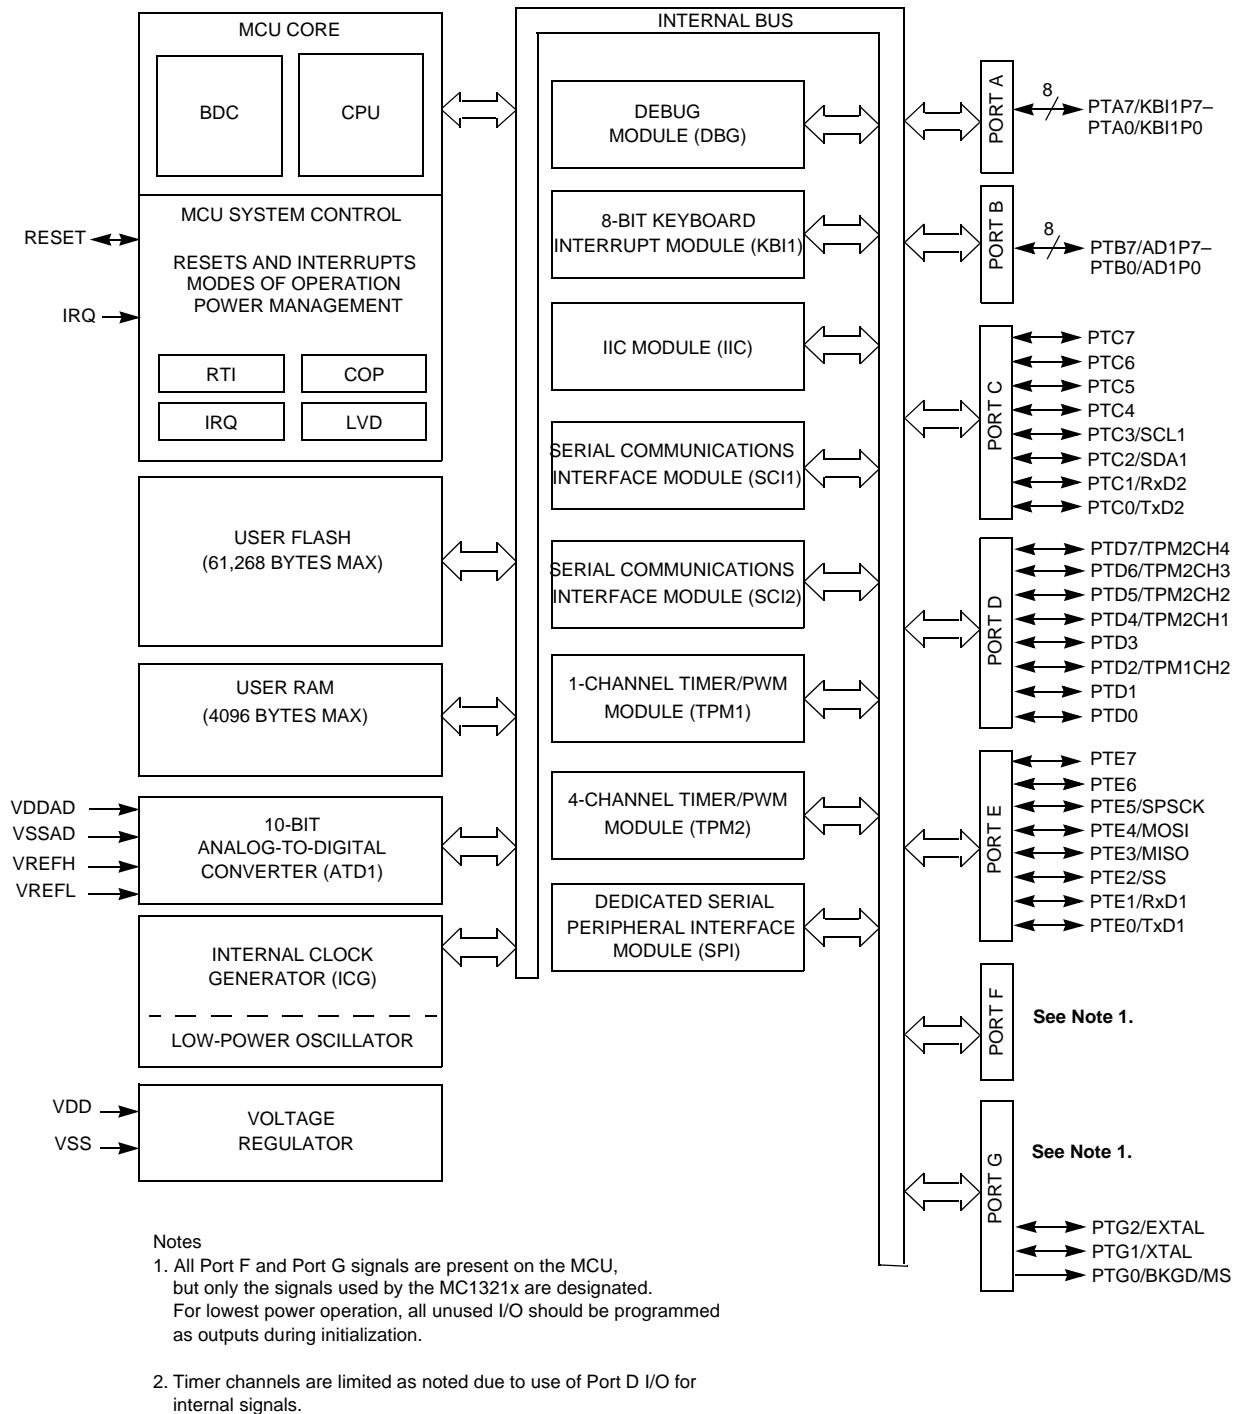 MCU CORE
BDC
CPU
MCU SYSTEM CONTROL
RESETS AND INTERRUPTS
MODES OF OPERATION
POWER MANAGEMENT
RTI
COP
IRQ
LVD
RESET
IRQ
USER FLASH
(61,268 BYTES MAX)
USER RAM
(4096 BYTES MAX)
VDDAD
VSSAD
VREFH
VREFL
10-BIT
ANALOG-TO-DIGITAL
CONVERTER (ATD1)
INTERNAL CLOCK
GENERATOR (ICG)
LOW-POWER OSCILLATOR
VDD
VSS
VOLTAGE
REGULATOR
INTERNAL BUS
DEBUG
MODULE (DBG)
8-BIT KEYBOARD
INTERRUPT MODULE (KBI1)
IIC MODULE (IIC)
SERIAL COMMUNICATIONS
INTERFACE MODULE (SCI1)
SERIAL COMMUNICATIONS
INTERFACE MODULE (SCI2)
1-CHANNEL TIMER/PWM
MODULE (TPM1)
4-CHANNEL TIMER/PWM
MODULE (TPM2)
DEDICATED SERIAL
PERIPHERAL INTERFACE
MODULE (SPI)
PORT A
8
PTA7/KBI1P7–
PTA0/KBI1P0
PORT B
8
PTB7/AD1P7–
PTB0/AD1P0
PORT C
PTC7
PTC6
PTC5
PTC4
PTC3/SCL1
PTC2/SDA1
PTC1/RxD2
PTC0/TxD2
PORT D
PTD7/TPM2CH4
PTD6/TPM2CH3
PTD5/TPM2CH2
PTD4/TPM2CH1
PTD3
PTD2/TPM1CH2
PTD1
PTD0
PORT E
PTE7
PTE6
PTE5/SPSCK
PTE4/MOSI
PTE3/MISO
PTE2/SS
PTE1/RxD1
PTE0/TxD1
PORT F
See Note 1.
PORT G
See Note 1.
PTG2/EXTAL
PTG1/XTAL
PTG0/BKGD/MS
Notes
1. All Port F and Port G signals are present on the MCU,
but only the signals used by the MC1321x are designated.
For lowest power operation, all unused I/O should be programmed
as outputs during initialization.
2. Timer channels are limited as noted due to use of Port D I/O for
internal signals.